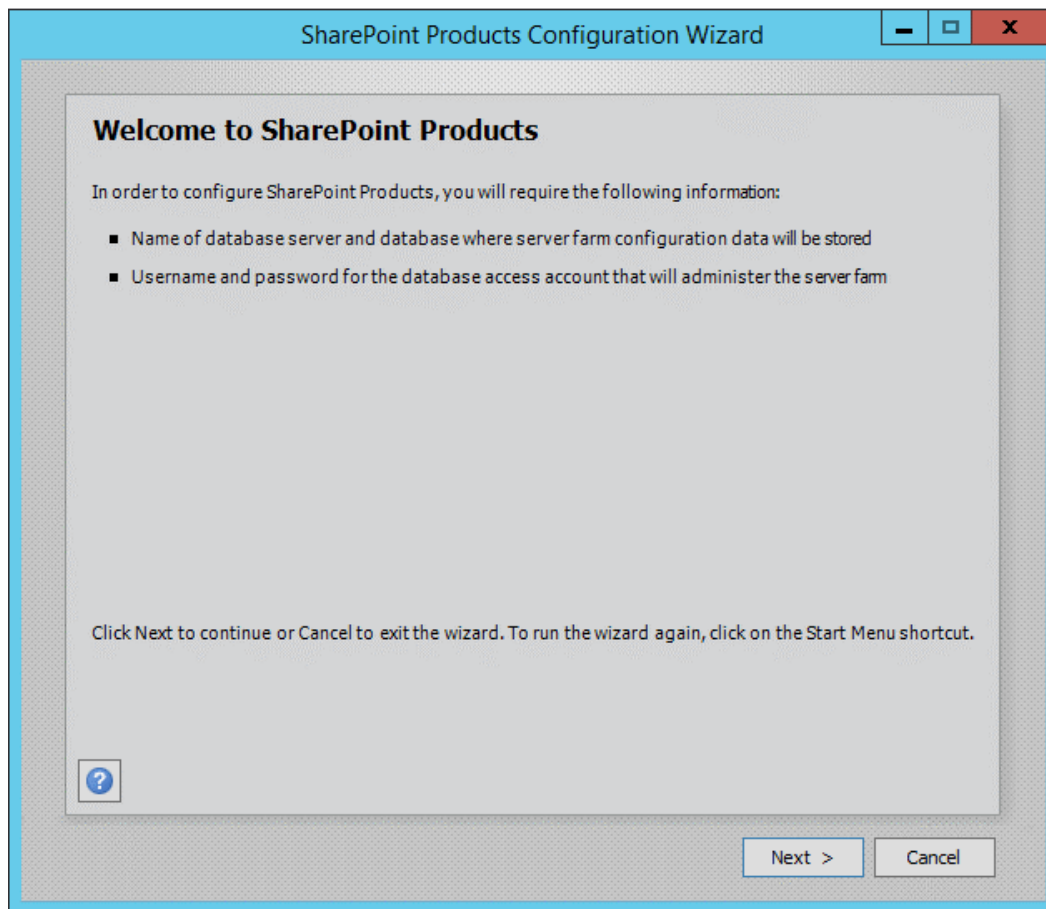 SharePoint Products Configuration Wizard
Welcome to SharePoint Products
In order to configure SharePoint Products, you will require the following information:
Name of database server and database where server farm configuration data will be stored
Username and password for the database access account that will administer the server farm
Click Next to continue or Cancel to exit the wizard. To run the wizard again, click on the Start Menu shortcut.
?
Next >
Cancel